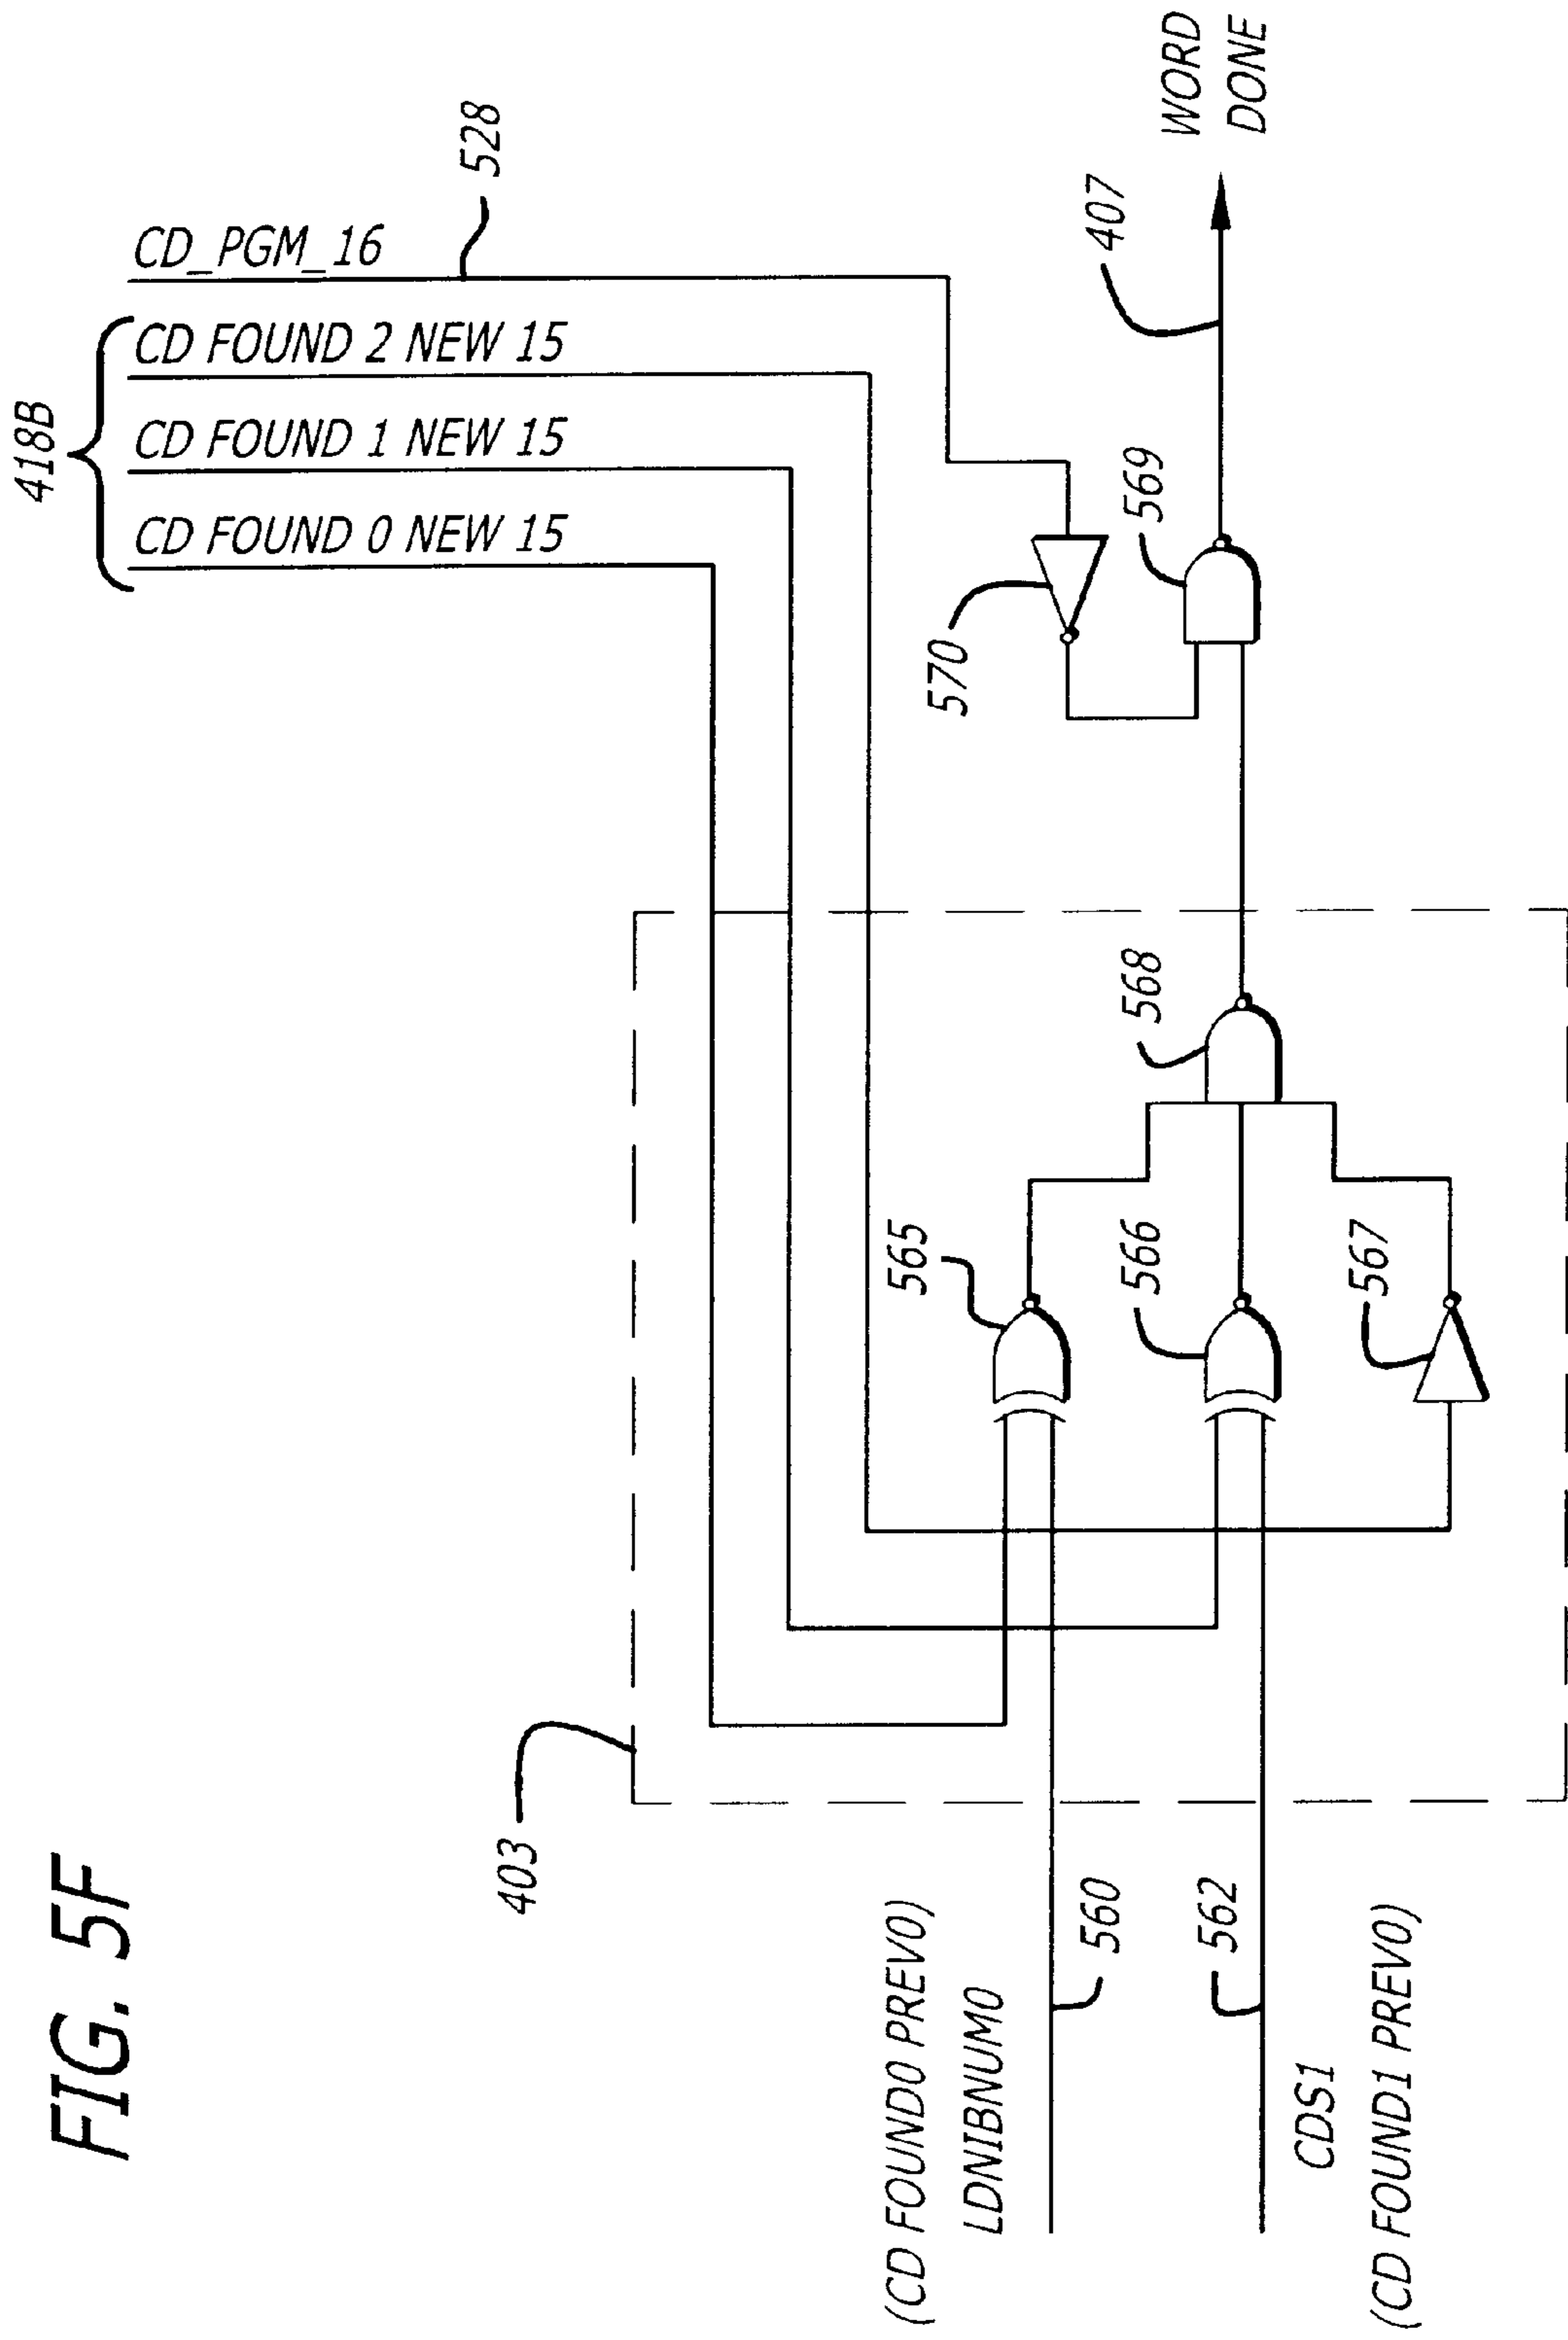 FIG. 5F
418B
CD_PGM_16
CD FOUND 2 NEW 15
CD FOUND 1 NEW 15
CD FOUND 0 NEW 15
528
403
565
566
567
568
569
570
407
WORD
DONE
(CD FOUND0 PREV0)
LDNIBNUM0
560
562
CDS1
(CD FOUND1 PREV0)